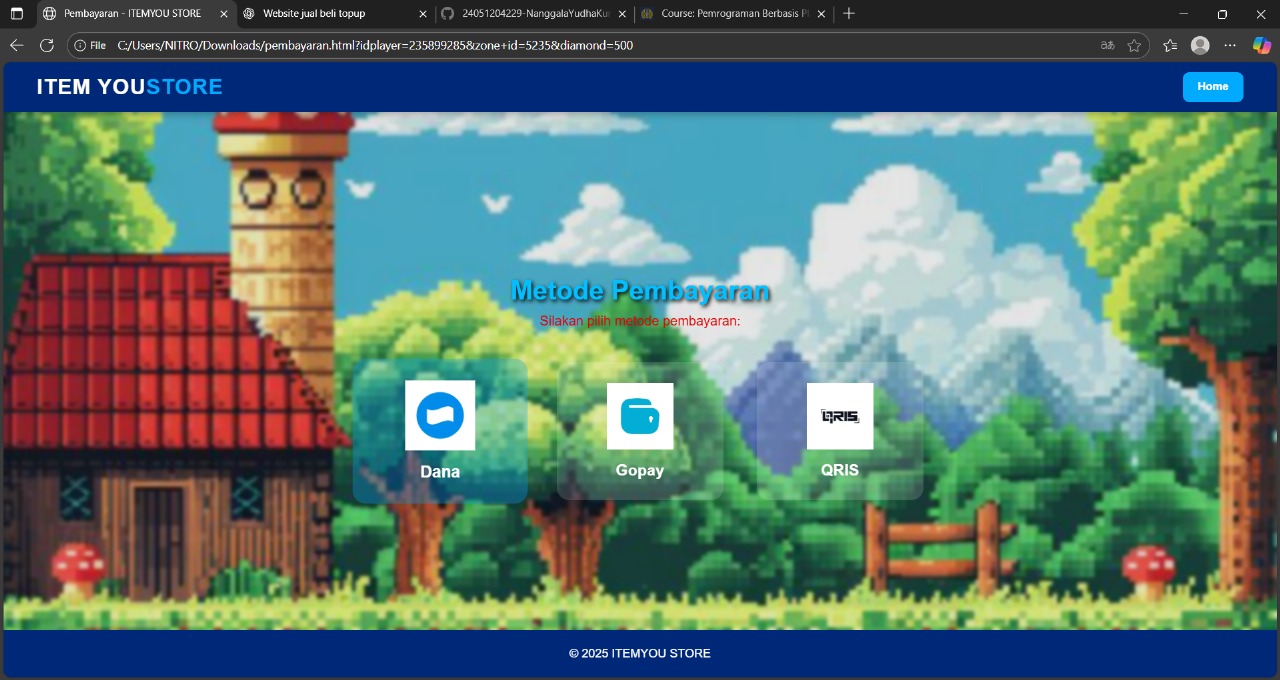 Pembayaran - ITEMYOU STORE
Website jual beli topup
24051204229-NanggalaYudhaKu
Course: Pemrograman Berbasis Pl
File C:/Users/NITRO/Downloads/pembayaran.html?idplayer=235899285&zone+id=5235&diamond=500
ITEM YOUSTORE
Home
Metode Pembayaran
Silakan pilih metode pembayaran:
Dana
Gopay
QRIS
QRIS
© 2025 ITEMYOU STORE